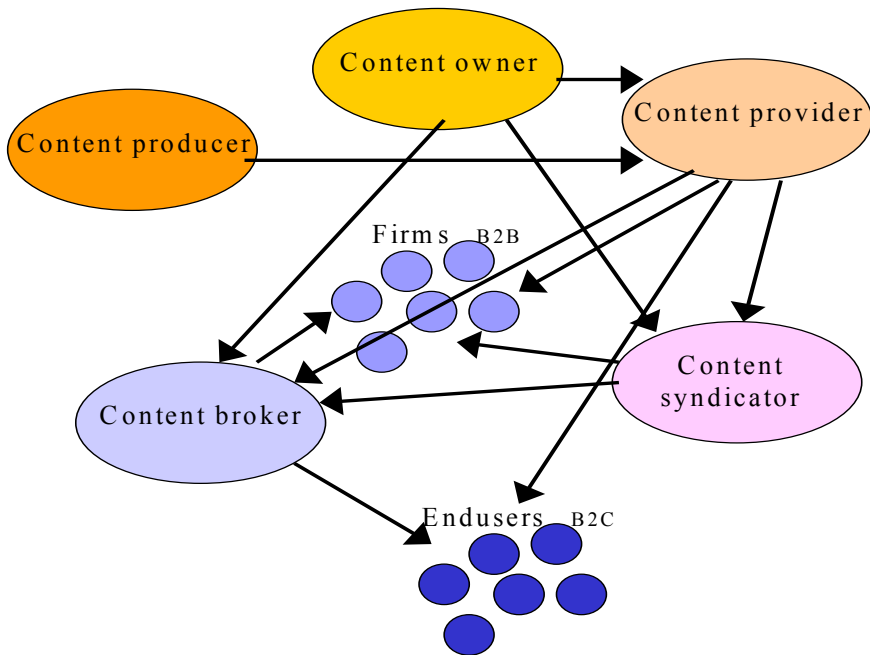 Content owner
Content provider
Content producer
Firms B2B
Content
syndicator
Content broker
Endusers B2C